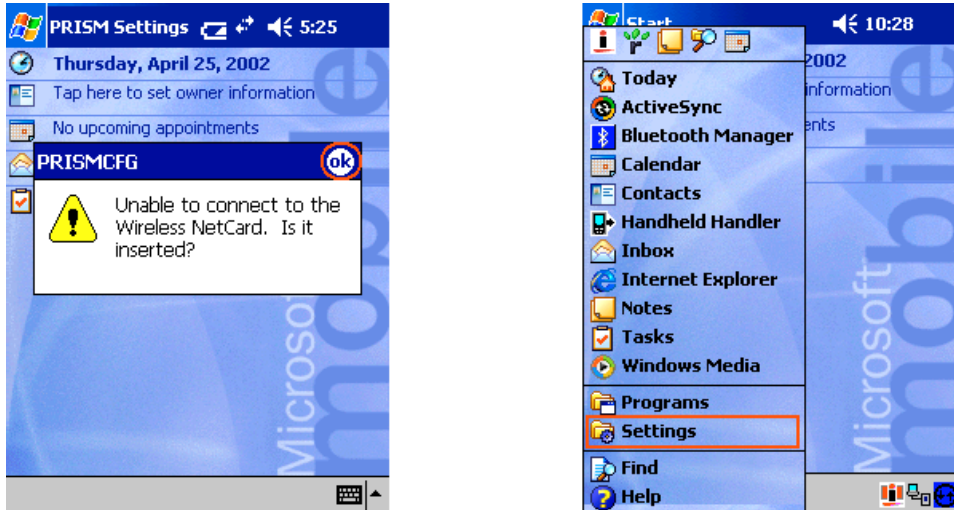 PRISM Settings 5:25
Thursday, April 25, 2002
Tap here to set owner information
No upcoming appointments
PRISMCFG ok
Unable to connect to the
Wireless NetCard. Is it
inserted?
Microsoft
mobile
Start 10:28
2002
Today
information
ActiveSync
ents
Bluetooth Manager
Calendar
Contacts
Handheld Handler
Inbox
Internet Explorer
Notes
Tasks
Windows Media
Programs
Settings
Find
Help
Microsoft
mobile